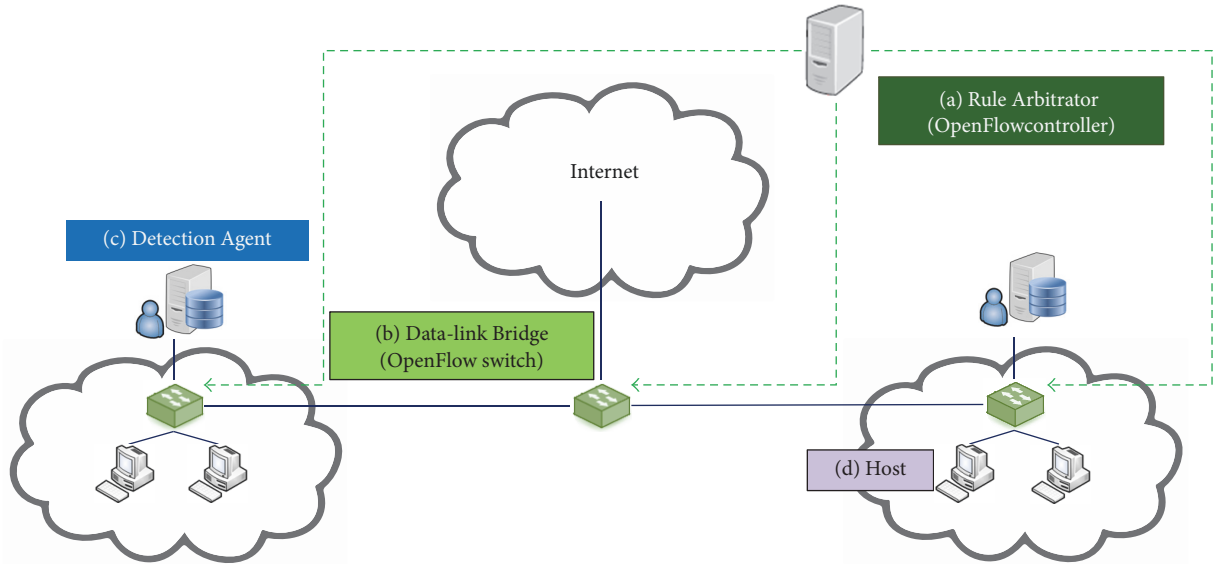 (a) Rule Arbitrator
(OpenFlowcontroller)
Internet
(c) Detection Agent
(b) Data-link Bridge
(OpenFlow switch)
(d) Host